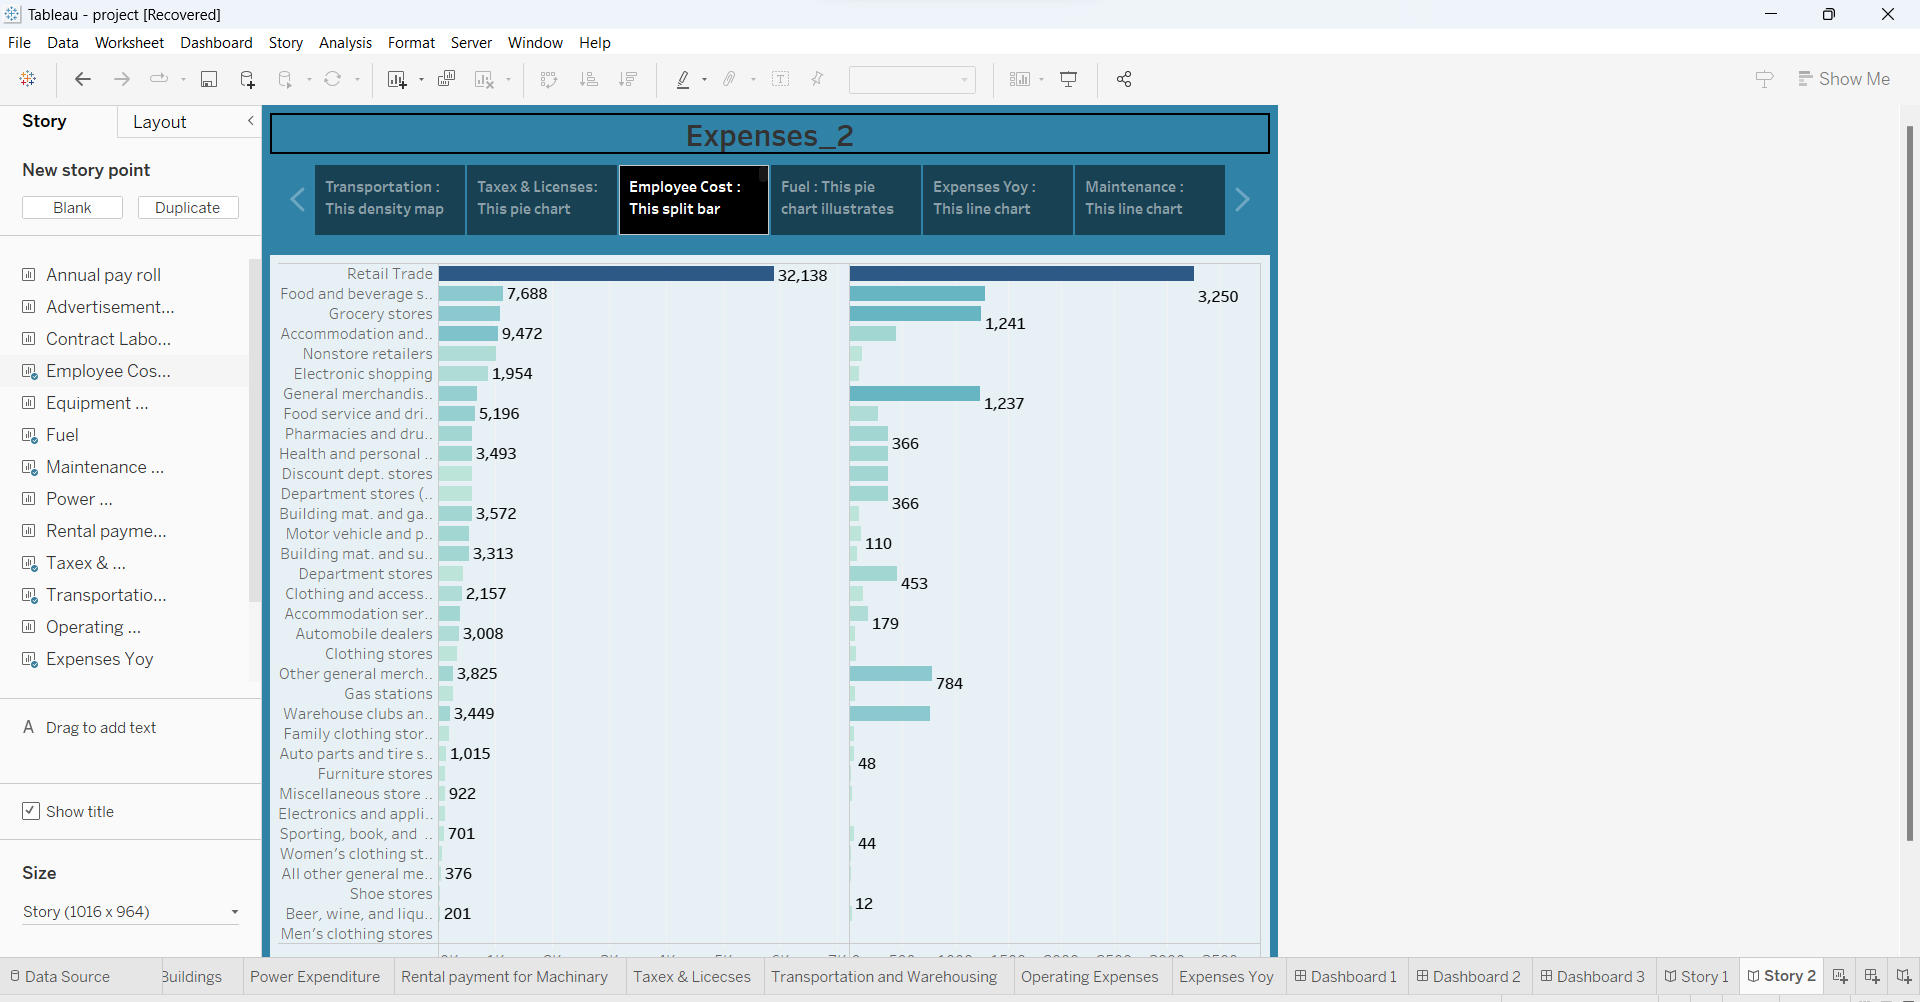 Tableau - project [Recovered]
File Data Worksheet Dashboard Story Analysis Format Server Window Help
Show Me
Story Layout
New story point
Blank Duplicate
Annual pay roll
Advertisement...
Contract Labo...
Employee Cos...
Equipment ...
Fuel
Maintenance ...
Power ...
Rental payme...
Taxex & ...
Transportatio...
Operating ...
Expenses Yoy
A Drag to add text
Show title
Size
Story (1016 x 964)
Expenses_2
Transportation :
This density map
Taxex & Licenses:
This pie chart
Employee Cost :
This split bar
Fuel : This pie
chart illustrates
Expenses Yoy :
This line chart
Maintenance :
This line chart
Retail Trade 32,138 3,250
Food and beverage s.. 7,688
Grocery stores 1,241
Accommodation and.. 9,472
Nonstore retailers
Electronic shopping 1,954
General merchandis.. 1,237
Food service and dri.. 5,196
Pharmacies and dru.. 366
Health and personal .. 3,493
Discount dept. stores
Department stores (.. 366
Building mat. and ga.. 3,572
Motor vehicle and p.. 110
Building mat. and su.. 3,313
Department stores 453
Clothing and access.. 2,157
Accommodation ser.. 179
Automobile dealers 3,008
Clothing stores
Other general merch.. 3,825 784
Gas stations
Warehouse clubs an.. 3,449
Family clothing stor..
Auto parts and tire s.. 1,015 48
Furniture stores
Miscellaneous store .. 922
Electronics and appli..
Sporting, book, and .. 701 44
Women's clothing st..
All other general me.. 376
Shoe stores 12
Beer, wine, and liqu.. 201
Men's clothing stores
Data Source Buildings Power Expenditure Rental payment for Machinary Taxex & Licecses Transportation and Warehousing Operating Expenses Expenses Yoy Dashboard 1 Dashboard 2 Dashboard 3 Story 1 Story 2